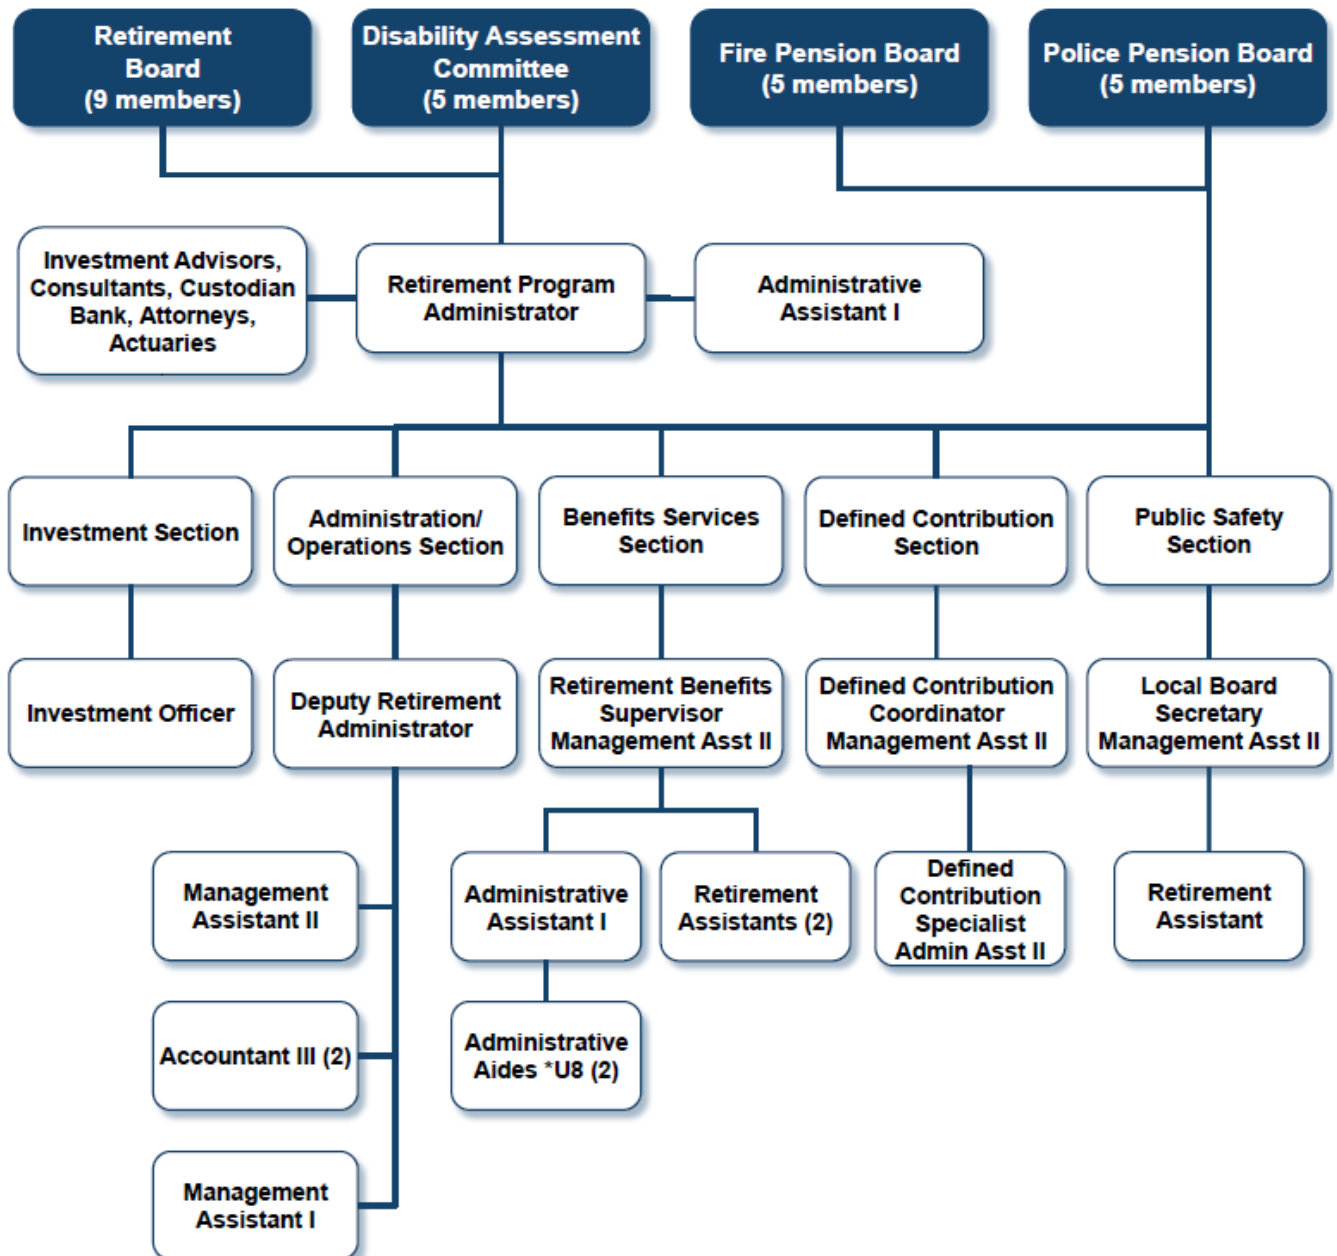 Retirement
Board
(9 members)
Disability Assessment
Committee
(5 members)
Fire Pension Board
(5 members)
Police Pension Board
(5 members)
Investment Advisors,
Consultants, Custodian
Bank, Attorneys,
Actuaries
Retirement Program
Administrator
Administrative
Assistant I
Investment Section
Administration/
Operations Section
Benefits Services
Section
Defined Contribution
Section
Public Safety
Section
Investment Officer
Deputy Retirement
Administrator
Retirement Benefits
Supervisor
Management Asst II
Defined Contribution
Coordinator
Management Asst II
Local Board
Secretary
Management Asst II
Management
Assistant II
Administrative
Assistant I
Retirement
Assistants (2)
Defined
Contribution
Specialist
Admin Asst II
Retirement
Assistant
Accountant III (2)
Administrative
Aides *U8 (2)
Management
Assistant I